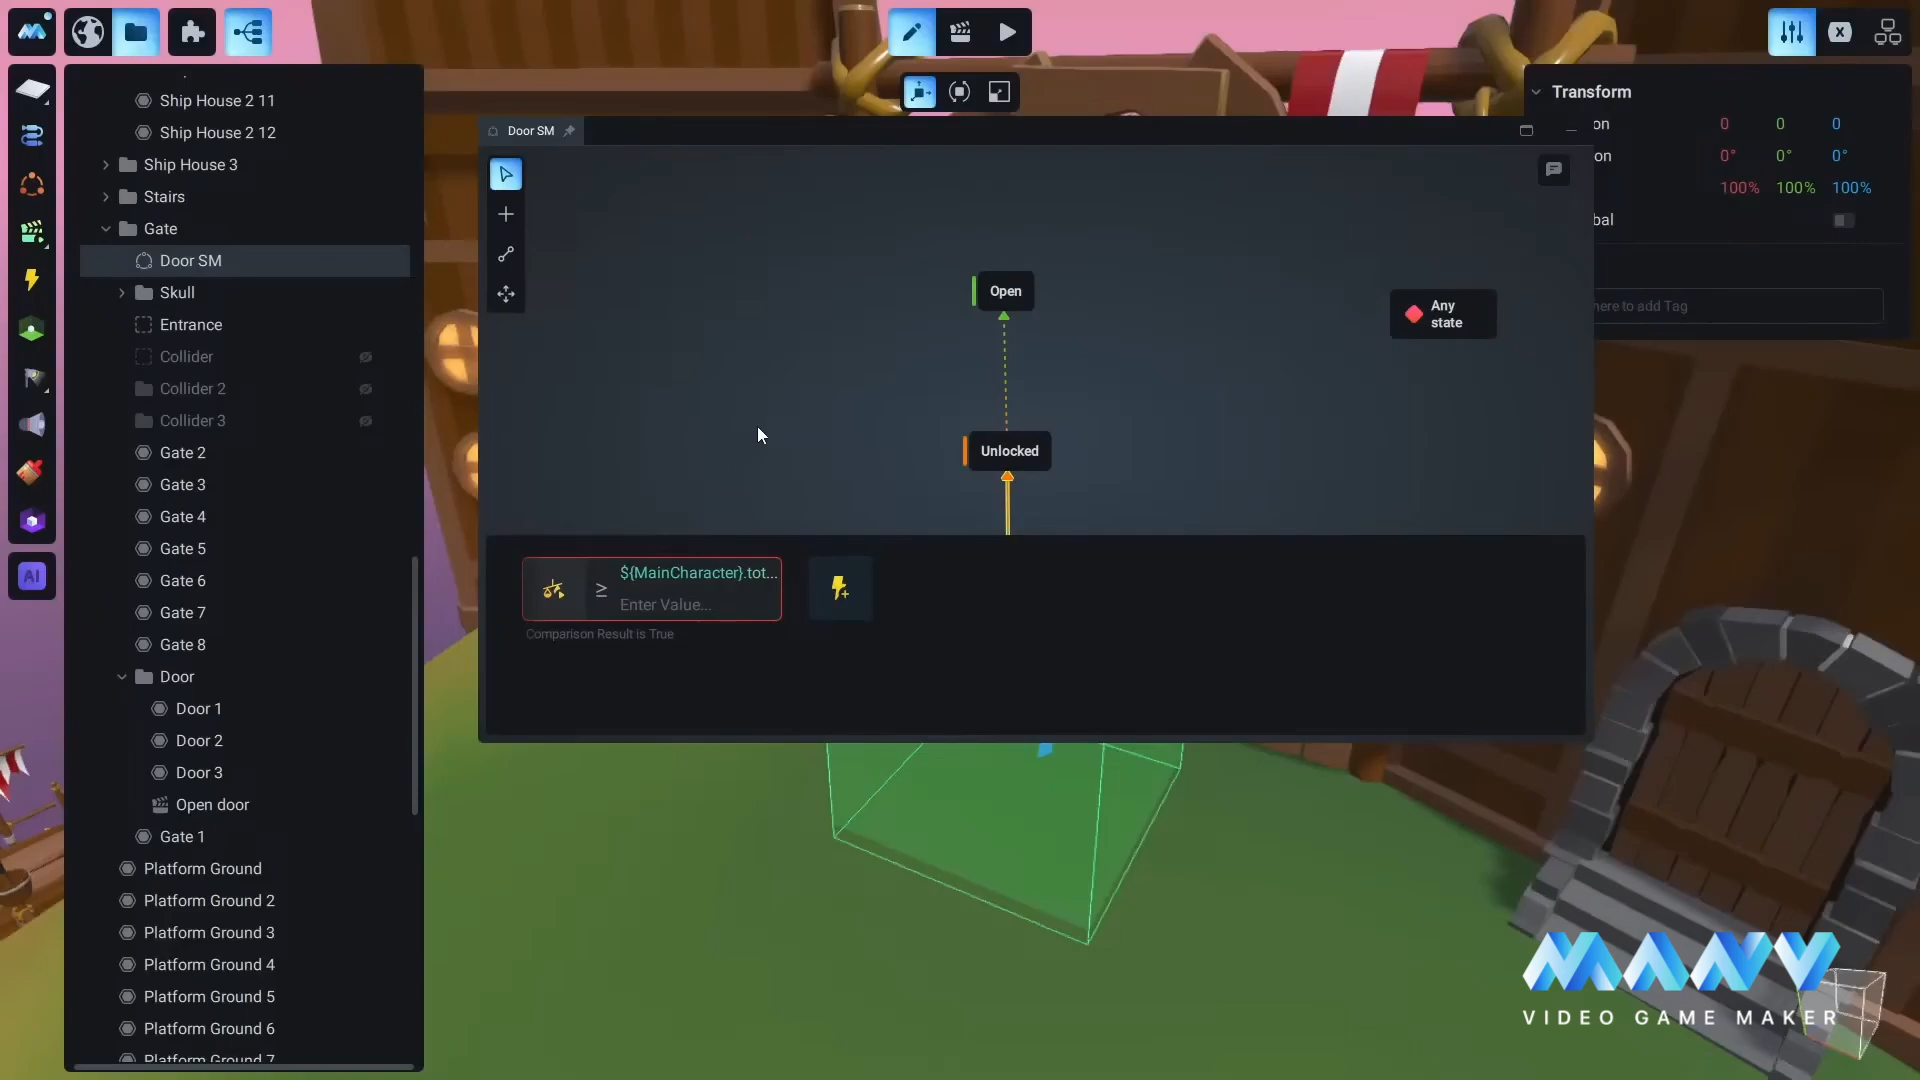 Ship House 2 11
Ship House 2 12
Ship House 3
Stairs
Gate
Door SM
Skull
Entrance
Collider
Collider 2
Collider 3
Gate 2
Gate 3
Gate 4
Gate 5
Gate 6
Gate 7
Gate 8
Door
Door 1
Door 2
Door 3
Open door
Gate 1
Platform Ground
Platform Ground 2
Platform Ground 3
Platform Ground 4
Platform Ground 5
Platform Ground 6
Platform Ground 7
AI
Door SM
Open
Any
state
Unlocked
≥
${MainCharacter}.tot...
Enter Value...
Comparison Result is True
Transform
on 0 0 0
on 0° 0° 0°
100% 100% 100%
bal
here to add Tag
MANV
VIDEO GAME MAKER